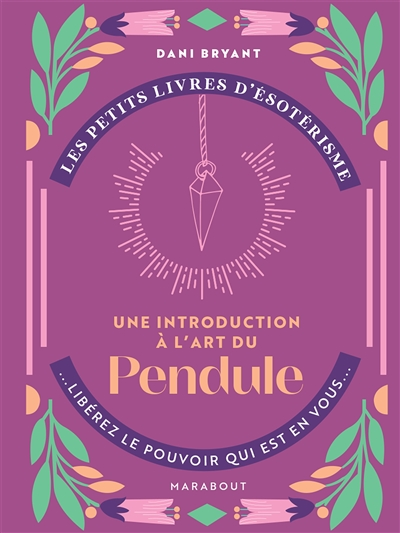 DANI BRYANT
LES PETITS LIVRES D'ÉSOTÉRISME
UNE INTRODUCTION
À L'ART DU
Pendule
...LIBÉREZ LE POUVOIR QUI EST EN VOUS...
MARABOUT